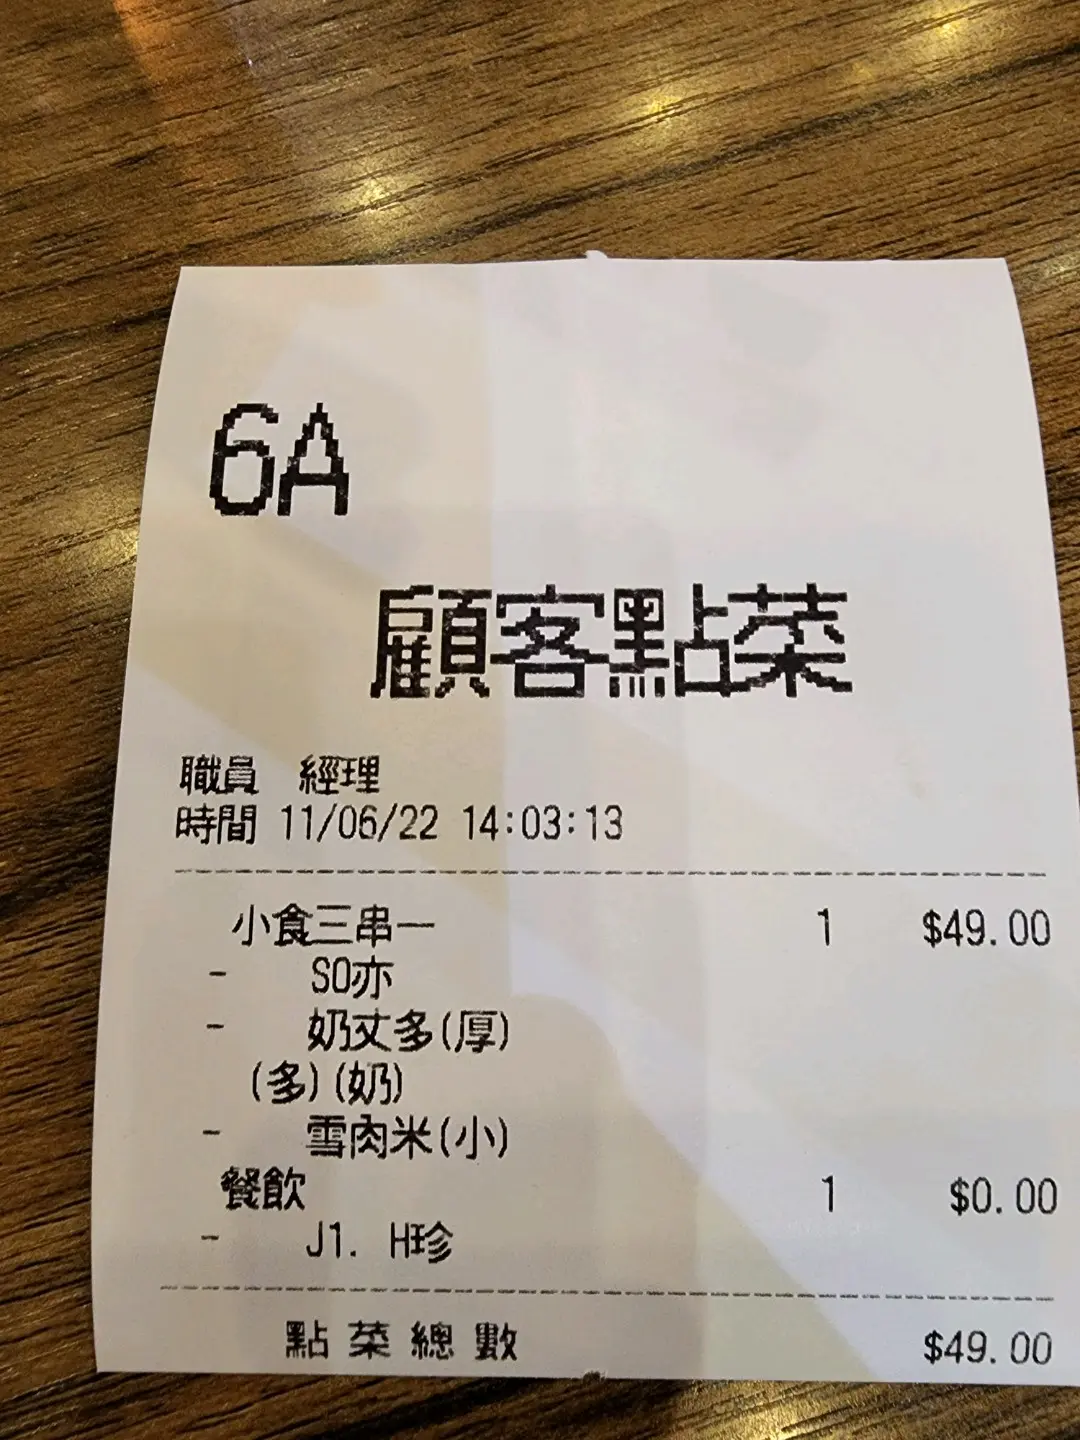 6A
顧客點菜
職員 經理
時間 11/06/22 14:03:13
小食三串一 1 $49.00
- SO亦
- 奶丈多(厚)
(多)(奶)
- 雪肉米(小)
餐飲 1 $0.00
- J1. H珍
點菜總數 $49.00